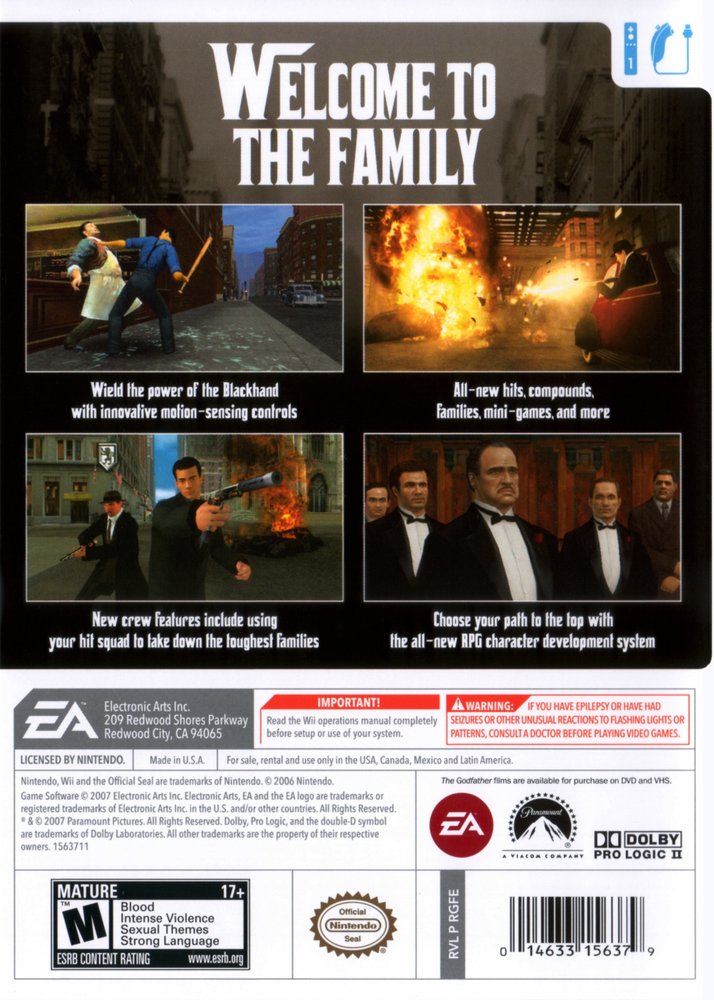 1
WELCOME TO
THE FAMILY
Wield the power of the Blackhand
with innovative motion-sensing controls
All-new hits, compounds,
Families, mini-games, and more
New crew features include using
your hit squad to take down the toughest families
Choose your path to the top with
the all-new RPG character development system
EA™
Electronic Arts Inc.
209 Redwood Shores Parkway
Redwood City, CA 94065
IMPORTANT!
Read the Wii operations manual completely
before setup or use of your system.
WARNING: IF YOU HAVE EPILEPSY OR HAVE HAD
SEIZURES OR OTHER UNUSUAL REACTIONS TO FLASHING LIGHTS OR
PATTERNS, CONSULT A DOCTOR BEFORE PLAYING VIDEO GAMES.
LICENSED BY NINTENDO.
Made in U.S.A.
For sale, rental and use only in the USA, Canada, Mexico and Latin America.
Nintendo, Wii and the Official Seal are trademarks of Nintendo. © 2006 Nintendo.
Game Software © 2007 Electronic Arts Inc. Electronic Arts, EA and the EA logo are trademarks or
registered trademarks of Electronic Arts Inc. in the U.S. and/or other countries. All Rights Reserved.
® & © 2007 Paramount Pictures. All Rights Reserved. Dolby, Pro Logic, and the double-D symbol
are trademarks of Dolby Laboratories. All other trademarks are the property of their respective
owners. 1563711
The Godfather films are available for purchase on DVD and VHS.
EA
Paramount
A VIACOM COMPANY
DOLBY
PRO LOGIC II
MATURE 17+
M
™
Blood
Intense Violence
Sexual Themes
Strong Language
ESRB CONTENT RATING www.esrb.org
Official
Nintendo
Seal
®
RVL P RGFE
0 14633 15637 9